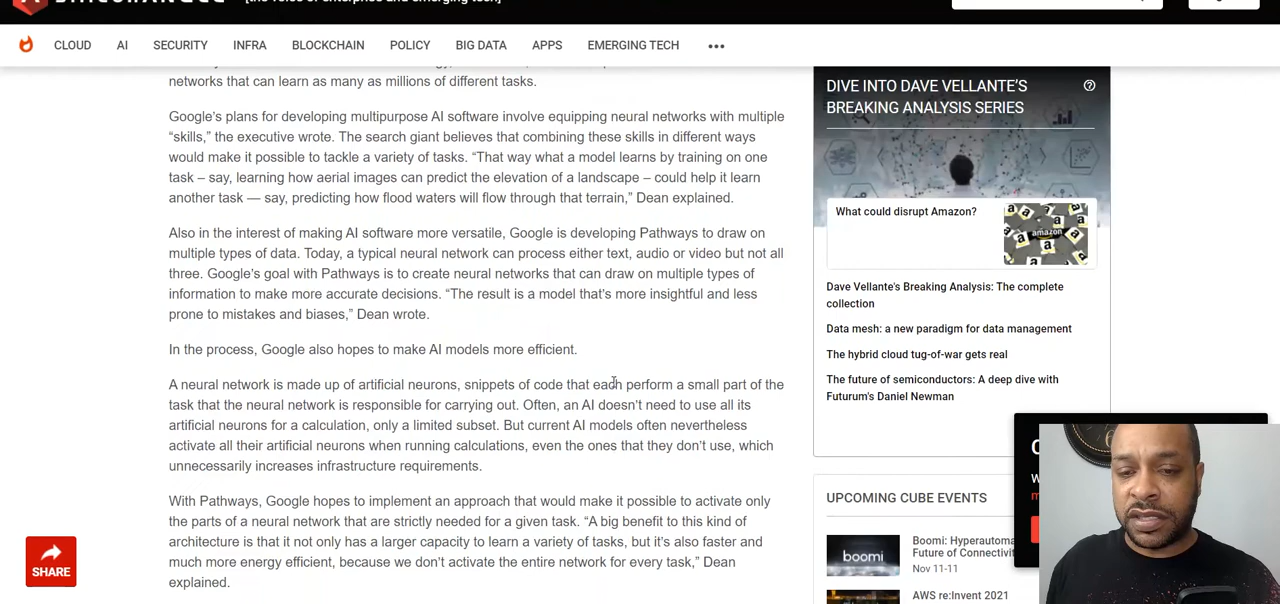 [the voice of enterprise and emerging tech]
CLOUD AI SECURITY INFRA BLOCKCHAIN POLICY BIG DATA APPS EMERGING TECH •••
networks that can learn as many as millions of different tasks.
Google's plans for developing multipurpose AI software involve equipping neural networks with multiple
“skills,” the executive wrote. The search giant believes that combining these skills in different ways
would make it possible to tackle a variety of tasks. “That way what a model learns by training on one
task – say, learning how aerial images can predict the elevation of a landscape – could help it learn
another task — say, predicting how flood waters will flow through that terrain,” Dean explained.
Also in the interest of making AI software more versatile, Google is developing Pathways to draw on
multiple types of data. Today, a typical neural network can process either text, audio or video but not all
three. Google's goal with Pathways is to create neural networks that can draw on multiple types of
information to make more accurate decisions. “The result is a model that's more insightful and less
prone to mistakes and biases,” Dean wrote.
In the process, Google also hopes to make AI models more efficient.
A neural network is made up of artificial neurons, snippets of code that each perform a small part of the
task that the neural network is responsible for carrying out. Often, an AI doesn't need to use all its
artificial neurons for a calculation, only a limited subset. But current AI models often nevertheless
activate all their artificial neurons when running calculations, even the ones that they don't use, which
unnecessarily increases infrastructure requirements.
With Pathways, Google hopes to implement an approach that would make it possible to activate only
the parts of a neural network that are strictly needed for a given task. “A big benefit to this kind of
architecture is that it not only has a larger capacity to learn a variety of tasks, but it's also faster and
much more energy efficient, because we don't activate the entire network for every task,” Dean
explained.
SHARE
DIVE INTO DAVE VELLANTE'S
BREAKING ANALYSIS SERIES
What could disrupt Amazon?
amazon
Dave Vellante's Breaking Analysis: The complete
collection
Data mesh: a new paradigm for data management
The hybrid cloud tug-of-war gets real
The future of semiconductors: A deep dive with
Futurum's Daniel Newman
UPCOMING CUBE EVENTS
boomi
Boomi:
Future of
Nov 11-11
AWS re:Invent 2021